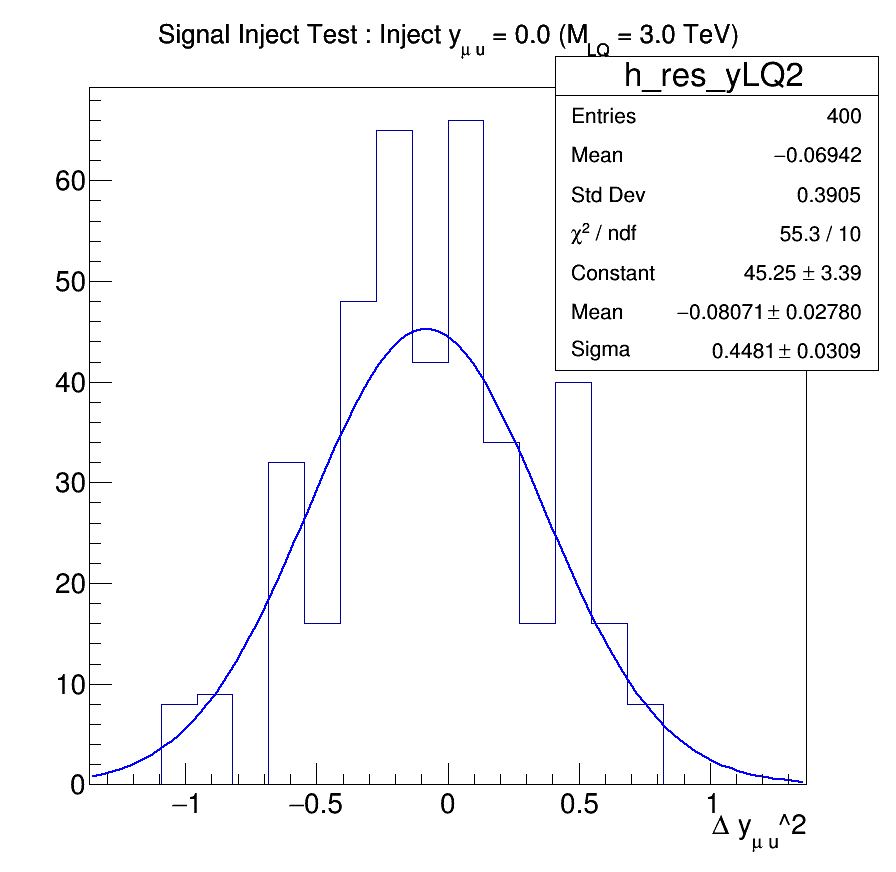 Signal Inject Test : Inject y_μ u = 0.0 (M_LQ = 3.0 TeV)
h_res_yLQ2
Entries 400
Mean −0.06942
Std Dev 0.3905
χ² / ndf 55.3 / 10
Constant 45.25 ± 3.39
Mean −0.08071 ± 0.02780
Sigma 0.4481 ± 0.0309
60
50
40
30
20
10
0
−1 −0.5 0 0.5 1
Δ y_μ u^2